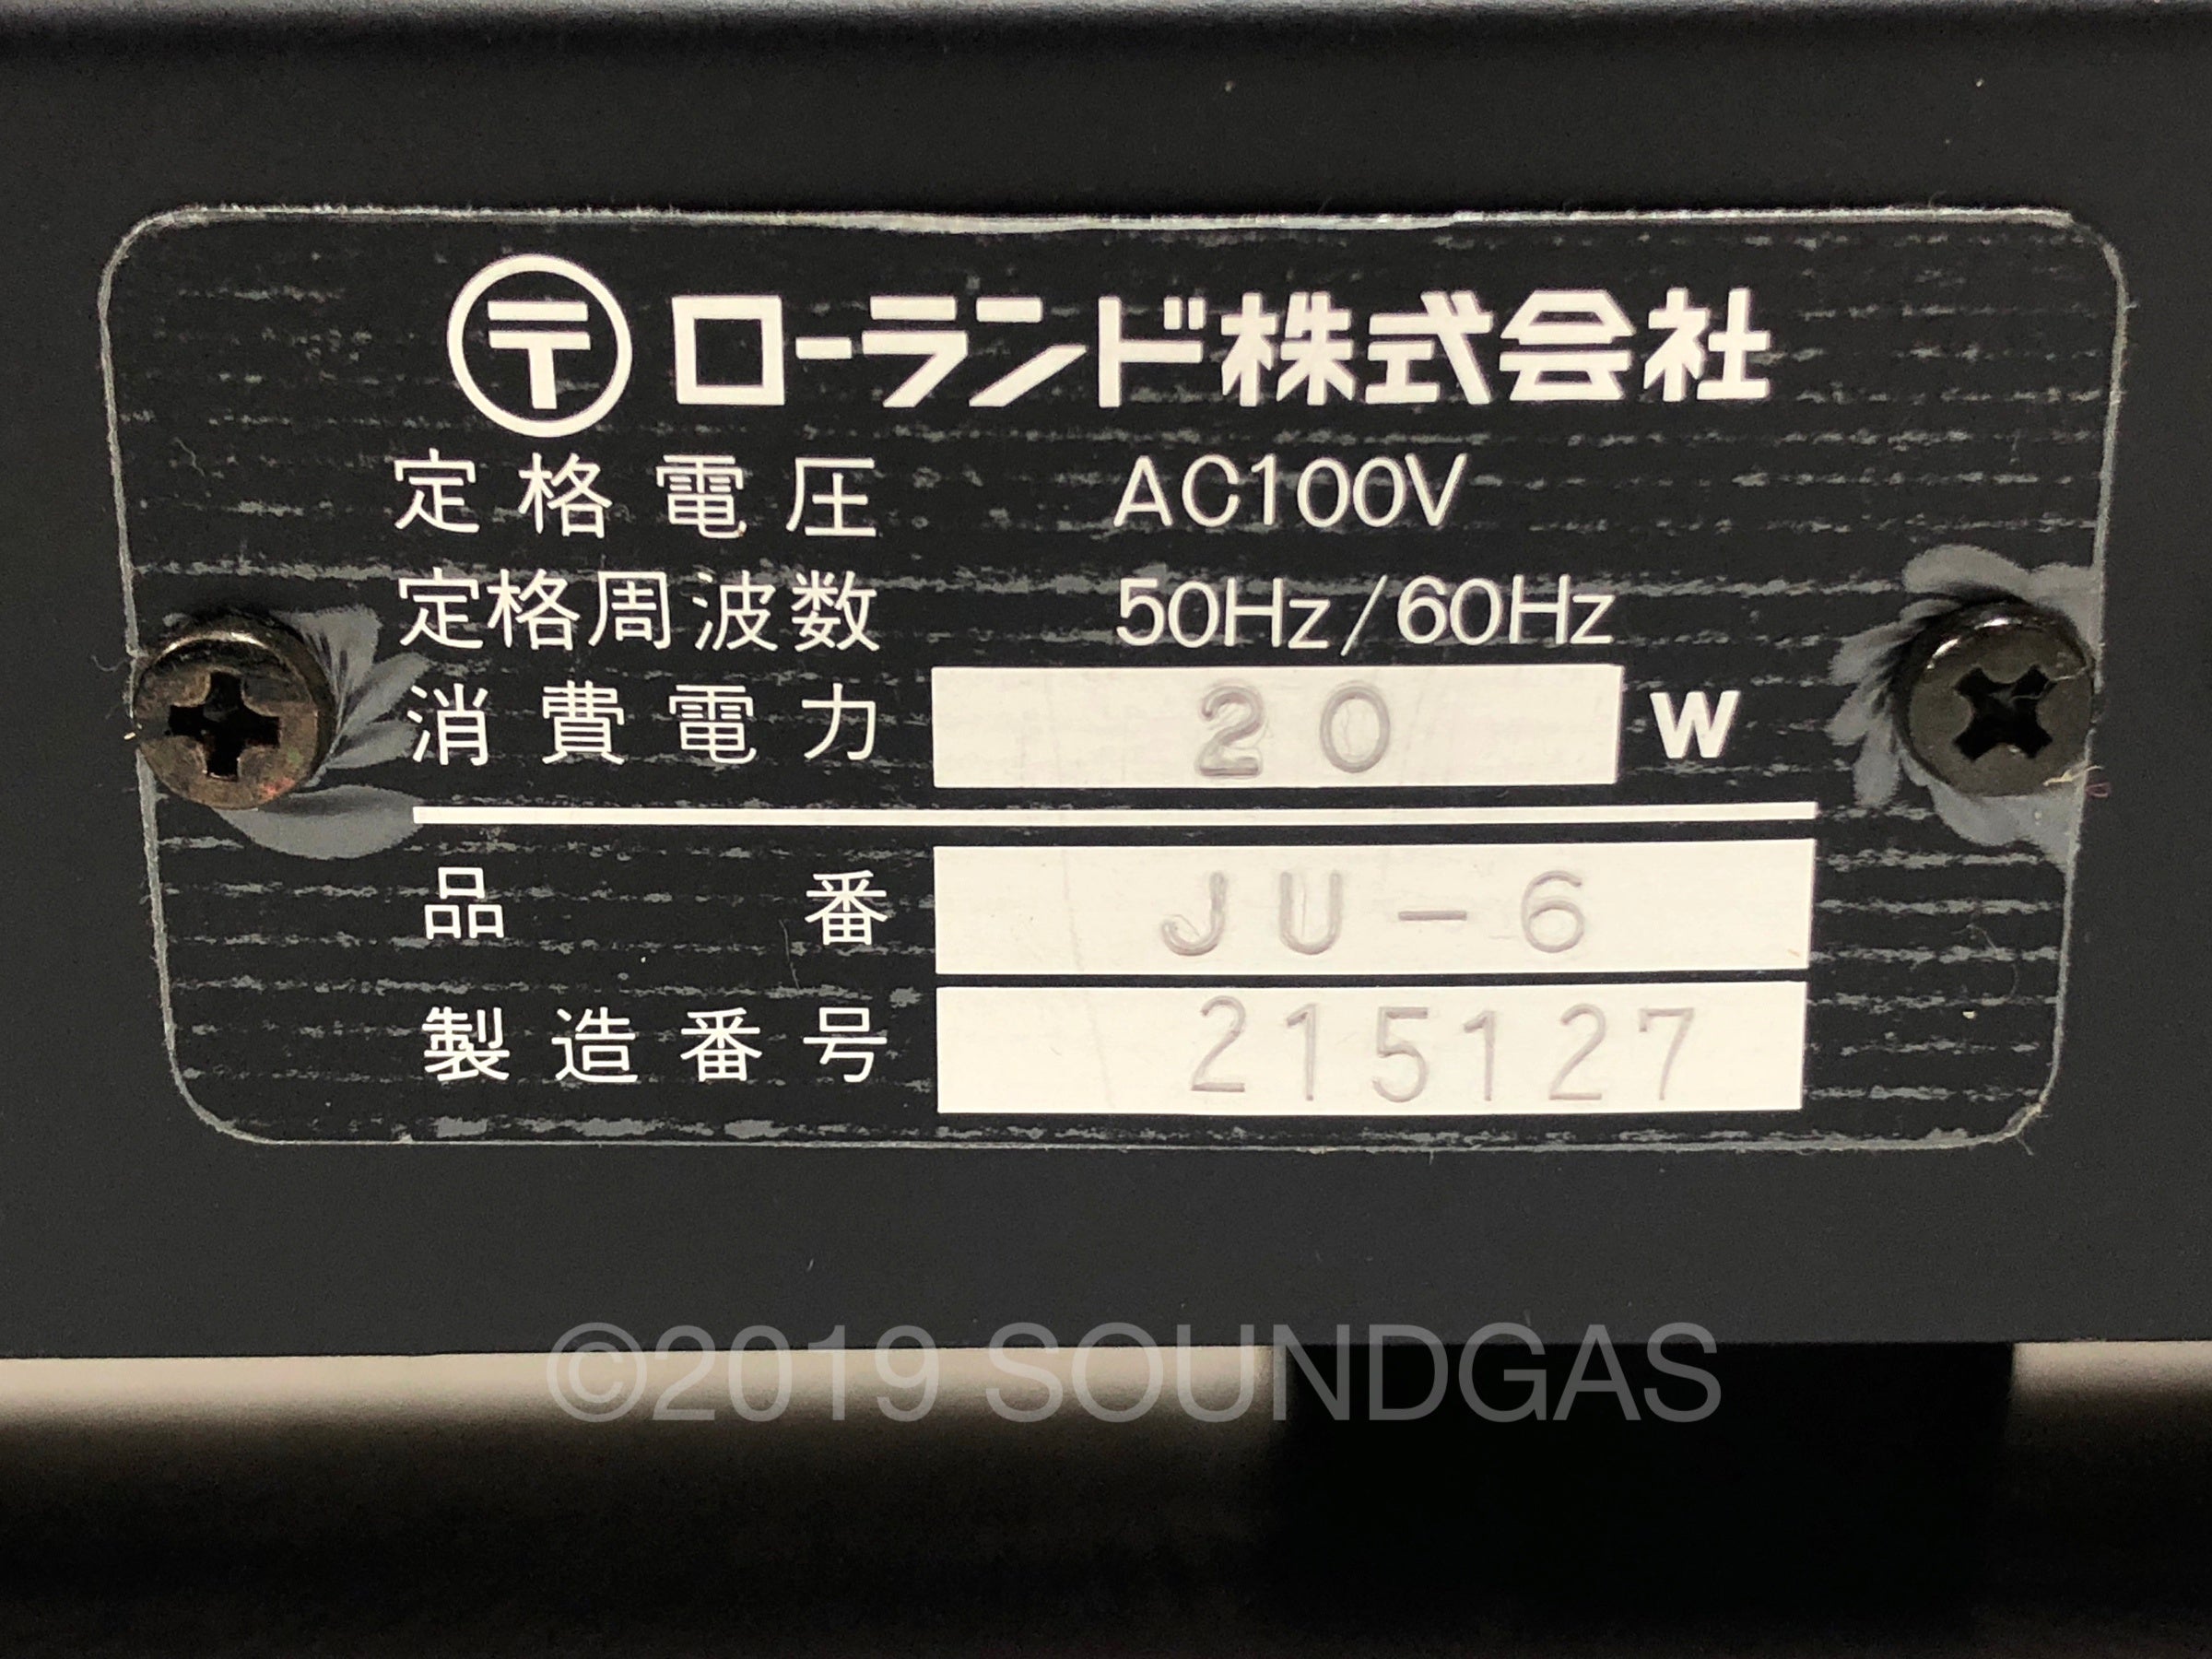 〒 ローランド株式会社
定格電圧 AC100V
定格周波数 50Hz/60Hz
消費電力 20 W
品番 JU-6
製造番号 215127
©2019 SOUNDGAS